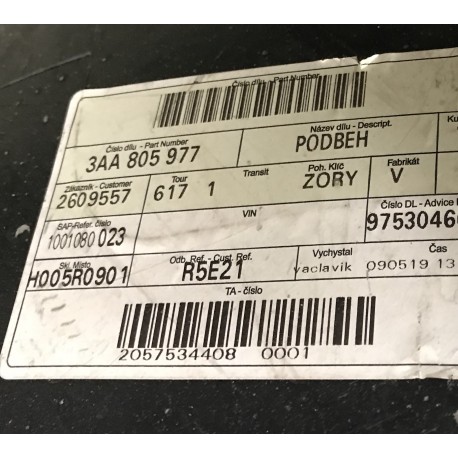 Číslo dílu - Part Number
Číslo dílu - Part Number Název dílu - Descript.
3AA 805 977 PODBEH
Zákazník - Customer Tour Transit Poh. Klíč Fabrikát
2609557 617 1 ZORY V
SAP-Refer. číslo VIN Číslo DL - Advice
1001080 023 9753046
Skl. Místo Odb. Ref. - Cust. Ref. Vychystal Čas
H005R0901 R5E21 vaclavik 090519 13
TA - číslo
2057534408 0001